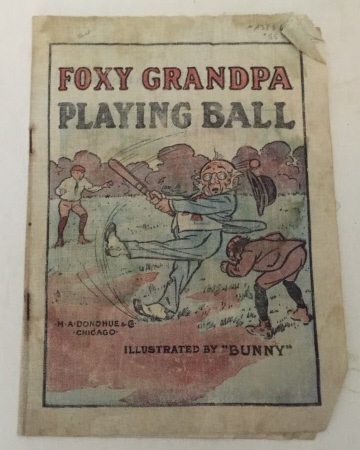 FOXY GRANDPA
PLAYING BALL
M·A·DONOHUE & Co
·CHICAGO·
ILLUSTRATED BY "BUNNY"